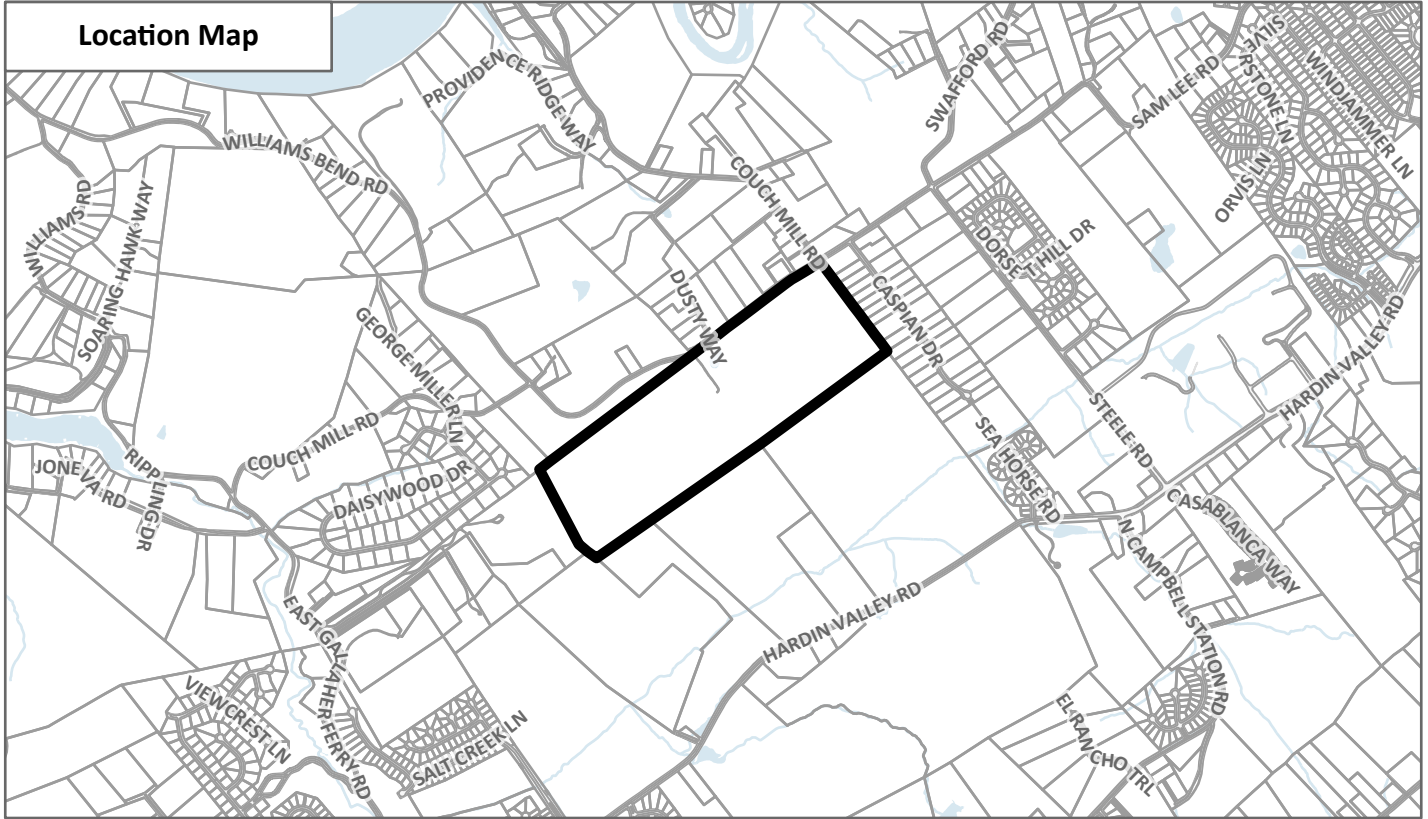 Location Map
PROVIDENCE RIDGE WAY
SWAFFORD RD
SAM LEE RD
SILVERSTONE LN
WINDJAMMER LN
WILLIAMS BEND RD
COUCH MILL RD
ORVIS LN
WILLIAMS RD
SOARING HAWK WAY
DORSET HILL DR
DUSTY WAY
CASPIAN DR
GEORGE MILLER LN
HARDIN VALLEY RD
STEELE RD
COUCH MILL RD
SEA HORSE RD
JONEVA RD
RIPPLING DR
DAISYWOOD DR
CASABLANCA WAY
N CAMPBELL STATION RD
EAST GALLAHER FERRY RD
HARDIN VALLEY RD
VIEWCREST LN
SALT CREEK LN
EL RANCHO TRL